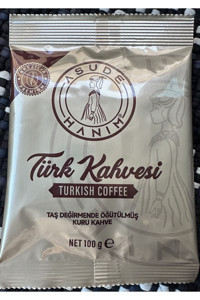 ASUDE
HANIM
Türk Kahvesi
TURKISH COFFEE
TAŞ DEĞİRMENDE ÖĞÜTÜLMÜŞ
KURU KAHVE
NET 100 g e